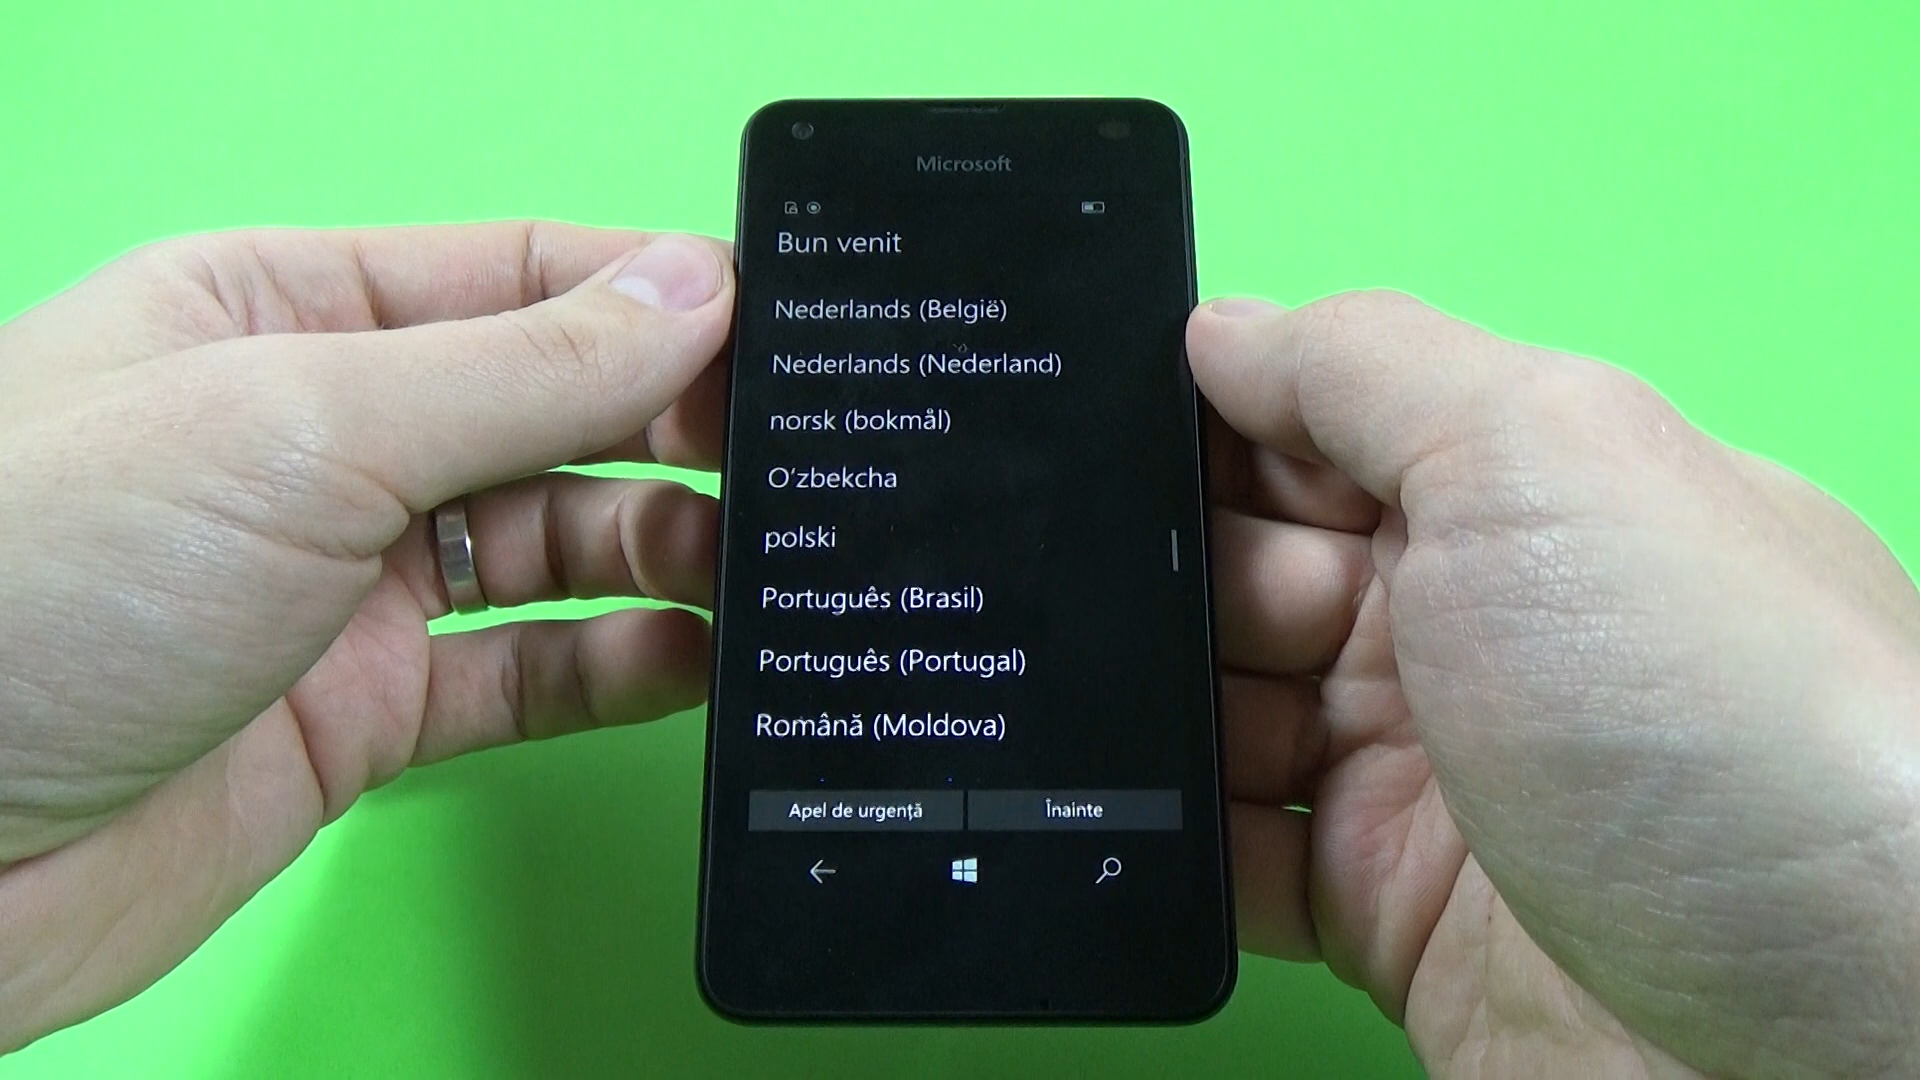 Microsoft
Bun venit
Nederlands (België)
Nederlands (Nederland)
norsk (bokmål)
Oʻzbekcha
polski
Português (Brasil)
Português (Portugal)
Română (Moldova)
Apel de urgență
Înainte